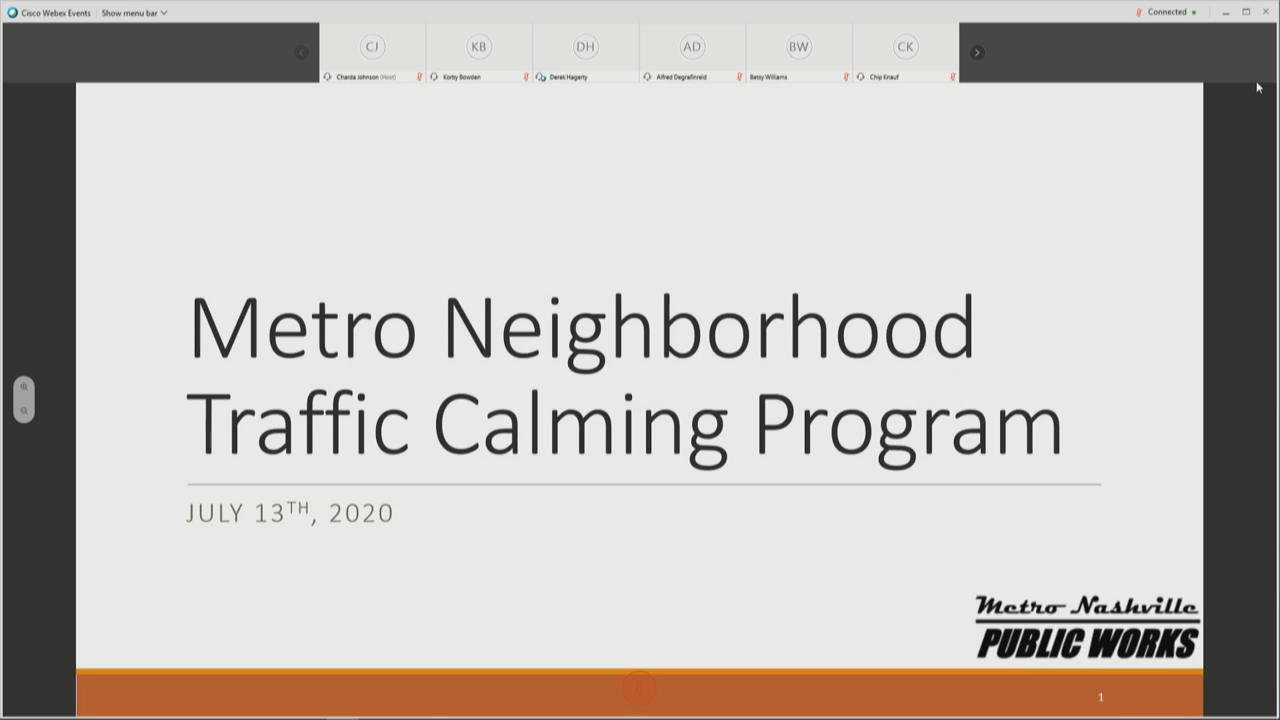 Cisco Webex Events Show menu bar Connected
CJ KB DH AD BW CK
Charda Johnson (Host) Korby Bowden Derek Hagerty Alfred Degrafinreid Betsy Williams Chip Knauf
Metro Neighborhood
Traffic Calming Program
JULY 13TH, 2020
Metro Nashville
PUBLIC WORKS
1